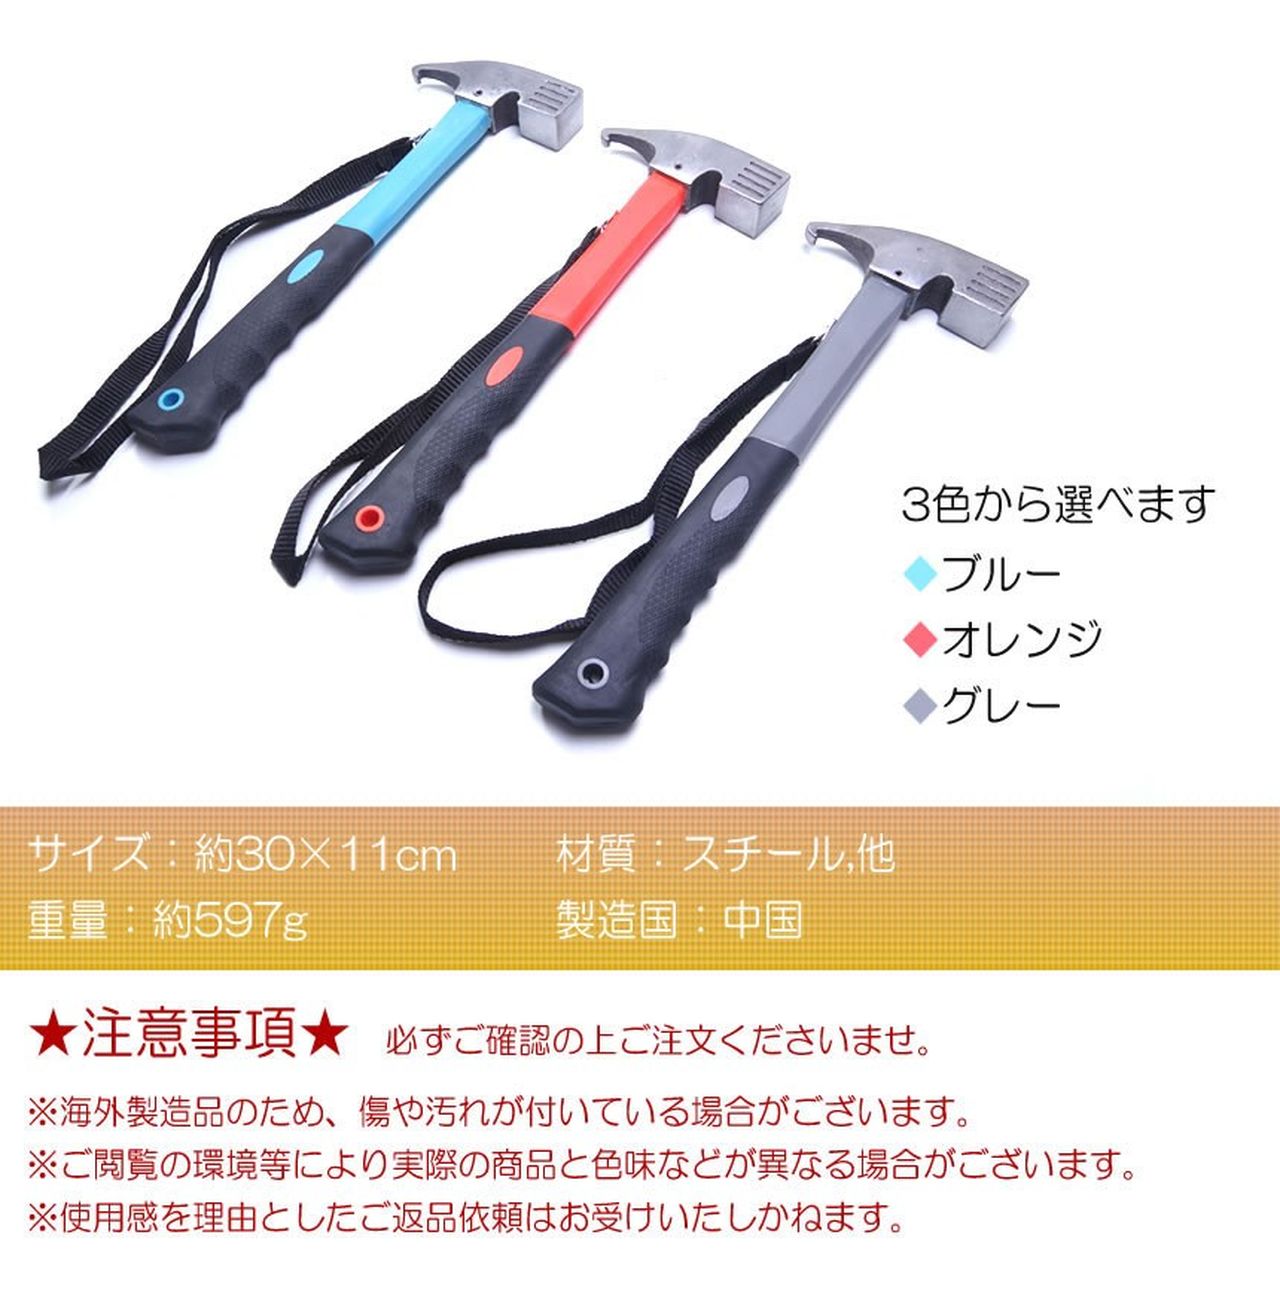 3色から選べます
◆ブルー
◆オレンジ
◆グレー
サイズ：約30×11cm
材質：スチール,他
重量：約597g
製造国：中国
★注意事項★ 必ずご確認の上ご注文くださいませ。
※海外製造品のため、傷や汚れが付いている場合がございます。
※ご閲覧の環境等により実際の商品と色味などが異なる場合がございます。
※使用感を理由としたご返品依頼はお受けいたしかねます。